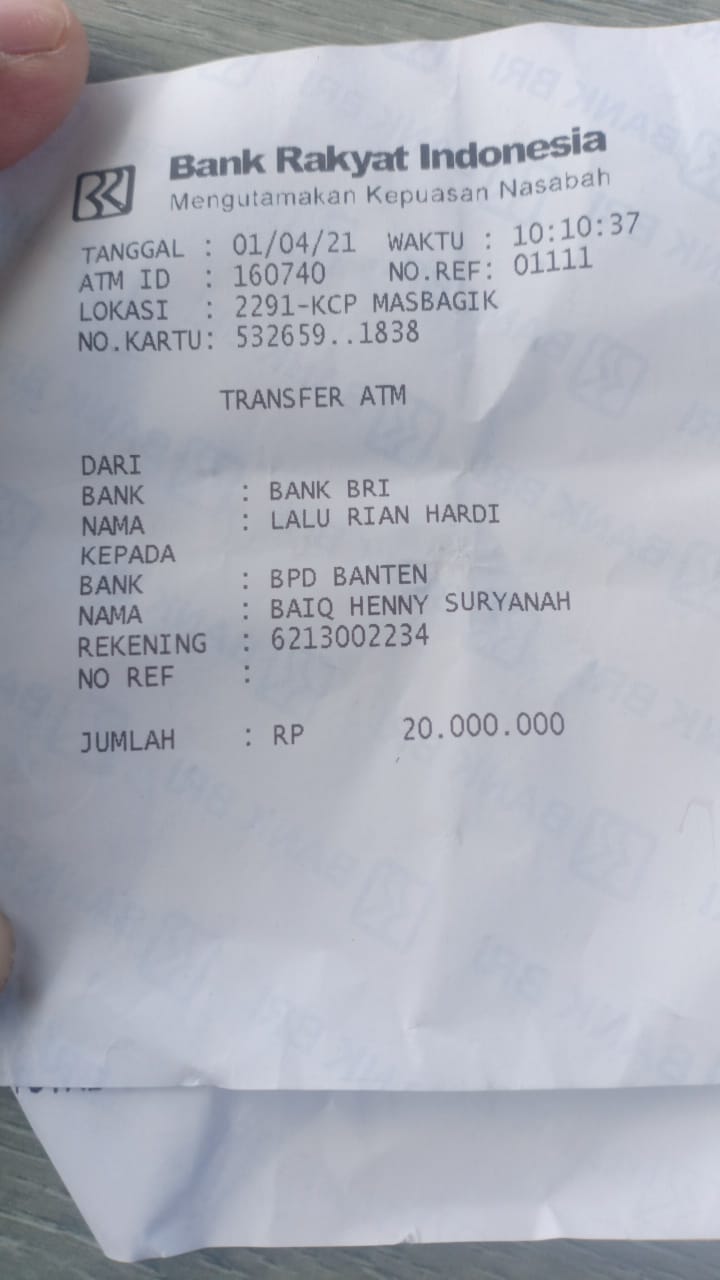 Bank Rakyat Indonesia
Mengutamakan Kepuasan Nasabah
TANGGAL : 01/04/21 WAKTU : 10:10:37
ATM ID : 160740 NO.REF: 01111
LOKASI : 2291-KCP MASBAGIK
NO.KARTU: 532659..1838
TRANSFER ATM
DARI
BANK : BANK BRI
NAMA : LALU RIAN HARDI
KEPADA
BANK : BPD BANTEN
NAMA : BAIQ HENNY SURYANAH
REKENING : 6213002234
NO REF :
JUMLAH : RP 20.000.000